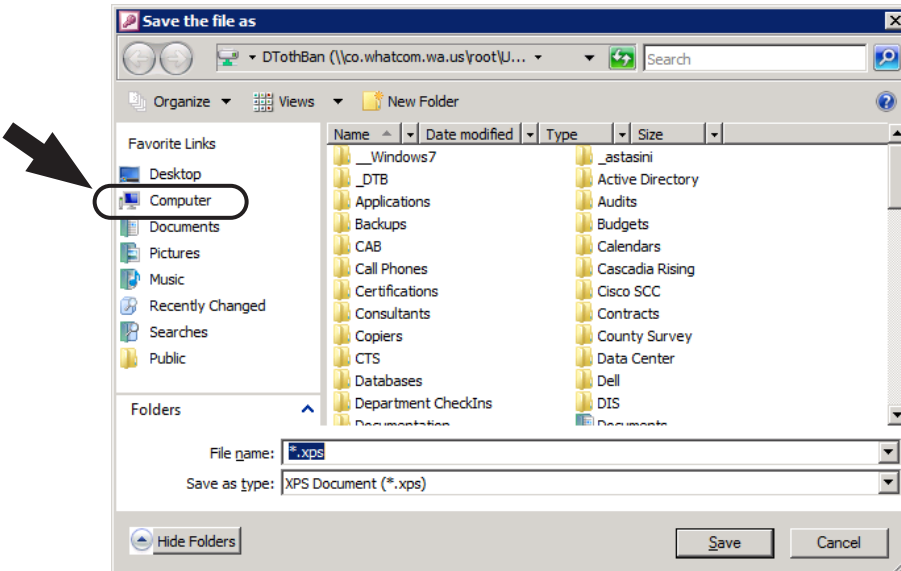 Save the file as
DTothBan (\\co.whatcom.wa.us\root\U...
Search
Organize Views New Folder
Favorite Links
Desktop
Computer
Documents
Pictures
Music
Recently Changed
Searches
Public
Folders
Name Date modified Type Size
__Windows7 _astasini
_DTB Active Directory
Applications Audits
Backups Budgets
CAB Calendars
Call Phones Cascadia Rising
Certifications Cisco SCC
Consultants Contracts
Copiers County Survey
CTS Data Center
Databases Dell
Department CheckIns DIS
Documentation Documents
File name: *.xps
Save as type: XPS Document (*.xps)
Hide Folders Save Cancel